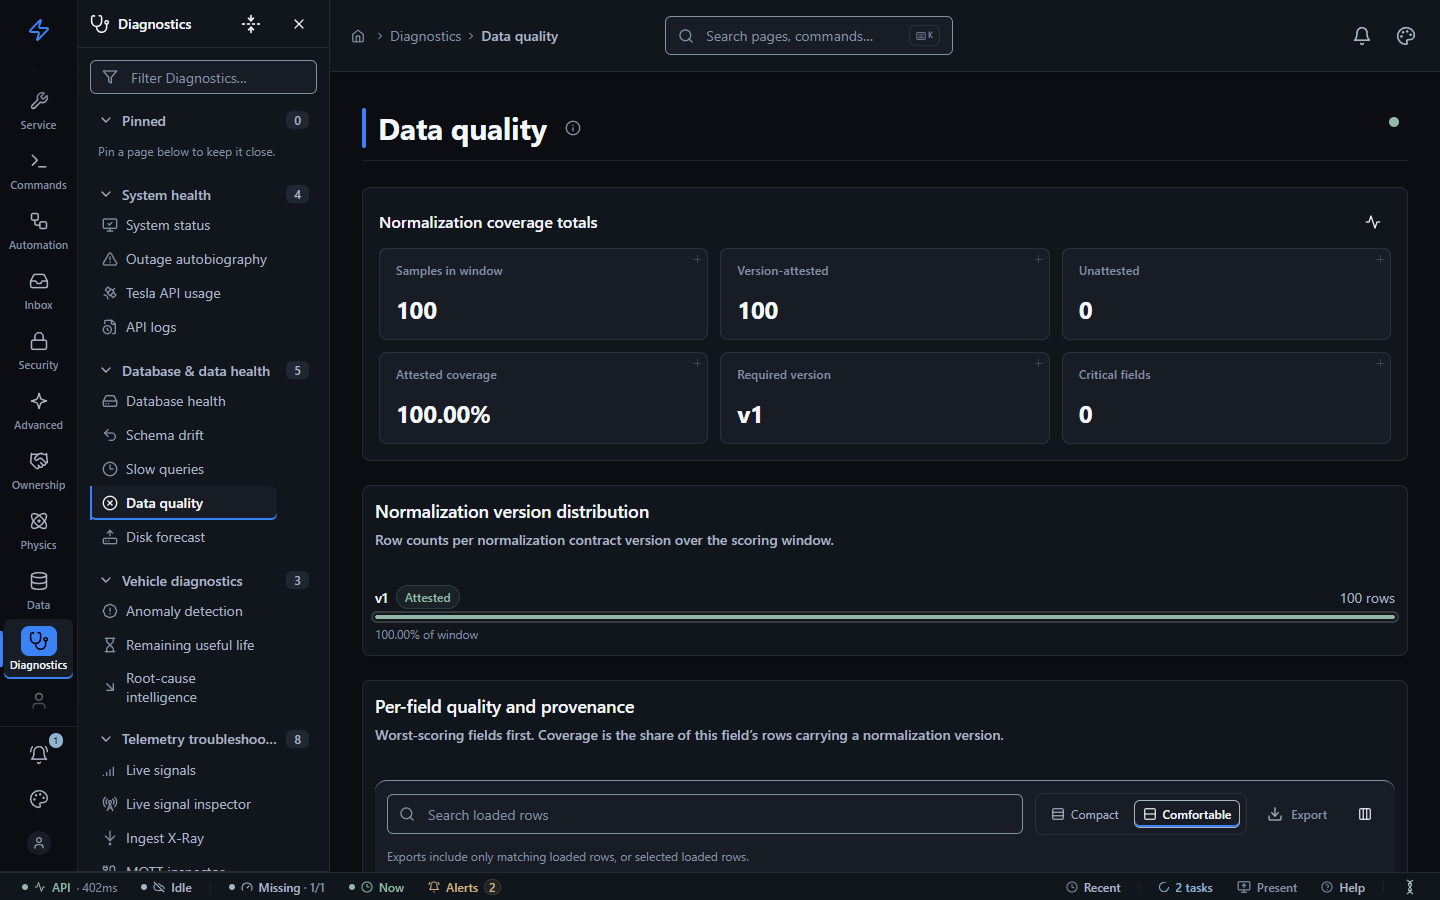 Diagnostics
Filter Diagnostics...
Pinned
0
Pin a page below to keep it close.
System health
4
System status
Outage autobiography
Tesla API usage
API logs
Database & data health
5
Database health
Schema drift
Slow queries
Data quality
Disk forecast
Vehicle diagnostics
3
Anomaly detection
Remaining useful life
Root-cause
intelligence
Telemetry troubleshoo...
8
Live signals
Live signal inspector
Ingest X-Ray
MQTT inspector
Service
Commands
Automation
Inbox
Security
Advanced
Ownership
Physics
Data
Diagnostics
1
Diagnostics
Data quality
Search pages, commands...
K
Data quality
Normalization coverage totals
Samples in window
100
Version-attested
100
Unattested
0
Attested coverage
100.00%
Required version
v1
Critical fields
0
Normalization version distribution
Row counts per normalization contract version over the scoring window.
v1
Attested
100 rows
100.00% of window
Per-field quality and provenance
Worst-scoring fields first. Coverage is the share of this field's rows carrying a normalization version.
Search loaded rows
Compact
Comfortable
Export
Exports include only matching loaded rows, or selected loaded rows.
API · 402ms
Idle
Missing · 1/1
Now
Alerts 2
Recent
2 tasks
Present
Help